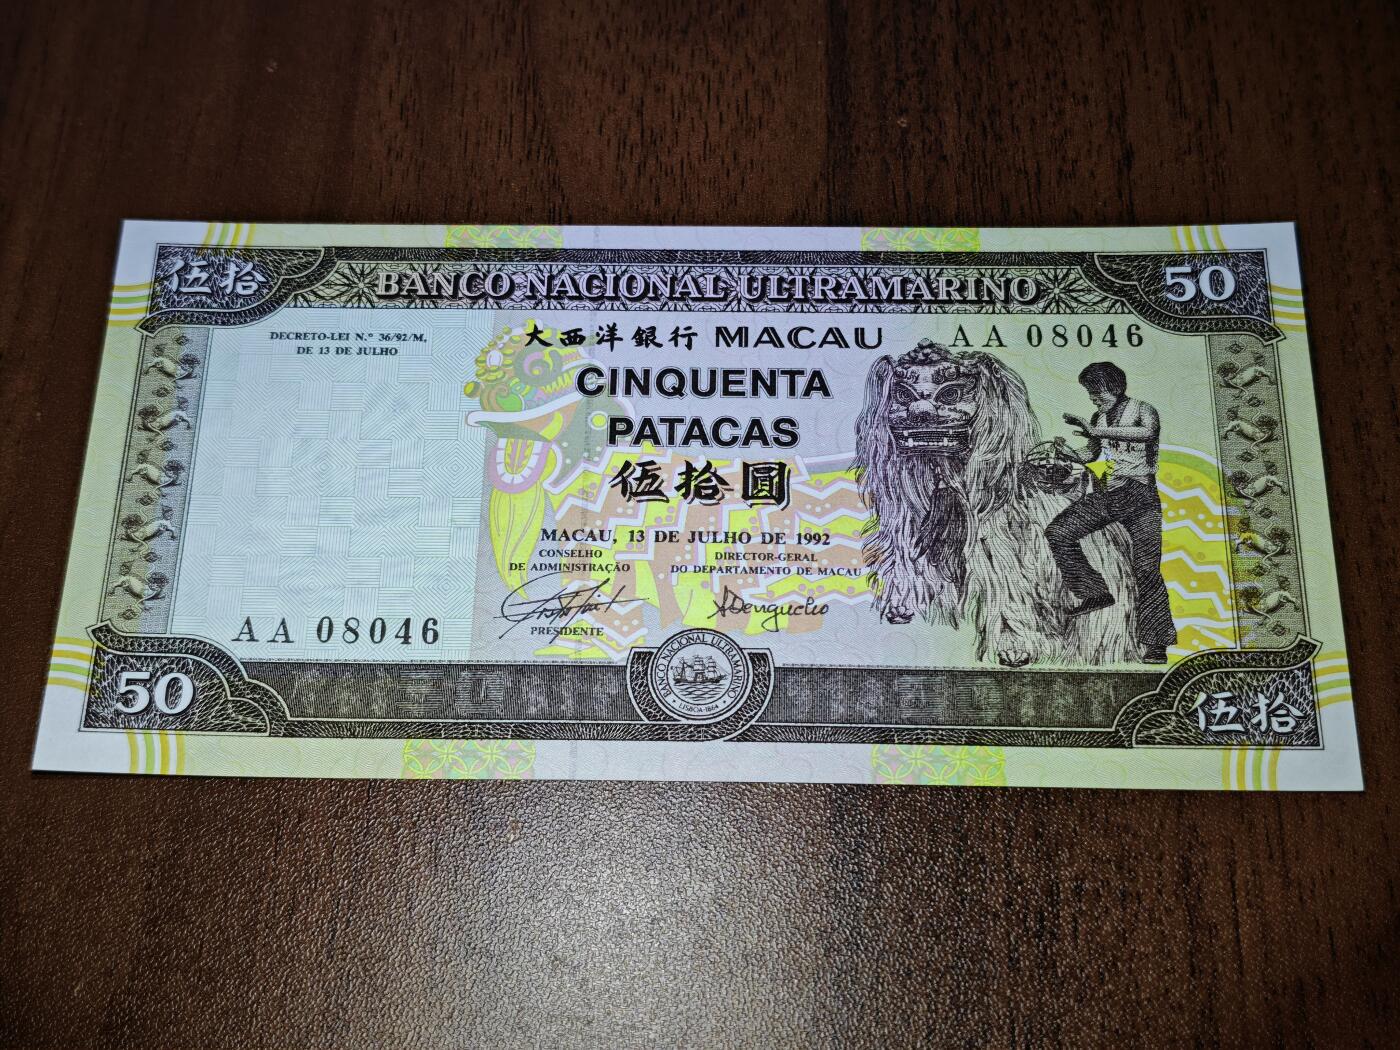 伍拾
BANCO NACIONAL ULTRAMARINO
50
DECRETO-LEI N.º 36/92/M,
DE 13 DE JULHO
大西洋銀行 MACAU
AA 08046
CINQUENTA
PATACAS
伍拾圓
MACAU, 13 DE JULHO DE 1992
CONSELHO
DE ADMINISTRAÇÃO
DIRECTOR-GERAL
DO DEPARTAMENTO DE MACAU
PRESIDENTE
AA 08046
50
BANCO NACIONAL ULTRAMARINO
LISBOA-1864
伍拾